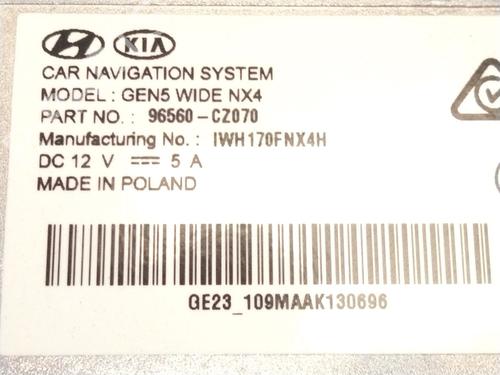 KIA
CAR NAVIGATION SYSTEM
MODEL : GEN5 WIDE NX4
PART NO. : 96560-CZ070
Manufacturing No. : IWH170FNX4H
DC 12 V ⎓ 5 A
MADE IN POLAND
GE23_109MAAK130696